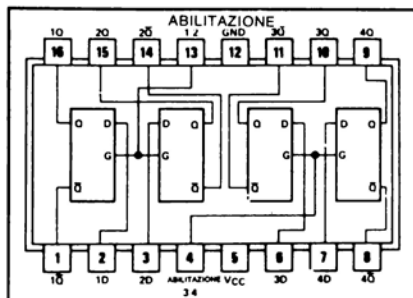 ABILITAZIONE
1Q 2Q 2Q̄ 1 2 GND 3Q̄ 3Q 4Q
16 15 14 13 12 11 10 9
Q D D Q Q D D Q
G G G G
Q̄ Q̄ Q̄ Q̄
1 2 3 4 5 6 7 8
1Q̄ 1D 2D ABILITAZIONE VCC 3D 4D 4Q̄
3 4